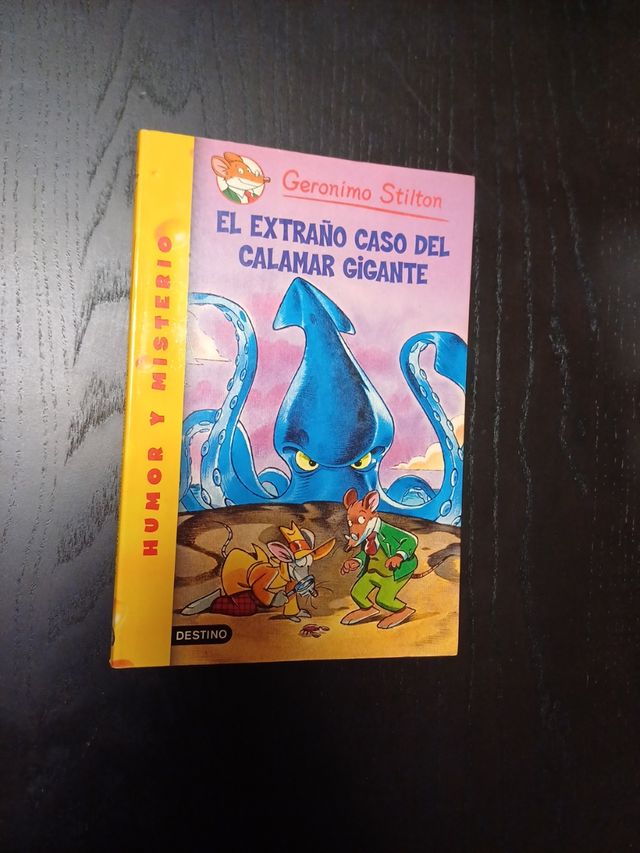 Geronimo Stilton
EL EXTRAÑO CASO DEL
CALAMAR GIGANTE
HUMOR Y MISTERIO
DESTINO